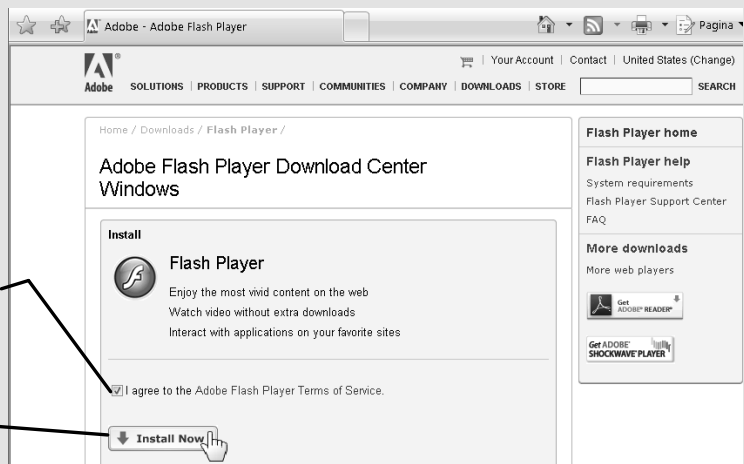 Adobe - Adobe Flash Player
Pagina
Your Account | Contact | United States (Change)
Adobe
SOLUTIONS | PRODUCTS | SUPPORT | COMMUNITIES | COMPANY | DOWNLOADS | STORE
SEARCH
Home / Downloads / Flash Player /
Adobe Flash Player Download Center
Windows
Install
Flash Player
Enjoy the most vivid content on the web
Watch video without extra downloads
Interact with applications on your favorite sites
I agree to the Adobe Flash Player Terms of Service.
Install Now
Flash Player home
Flash Player help
System requirements
Flash Player Support Center
FAQ
More downloads
More web players
Get
ADOBE® READER®
Get ADOBE®
SHOCKWAVE® PLAYER